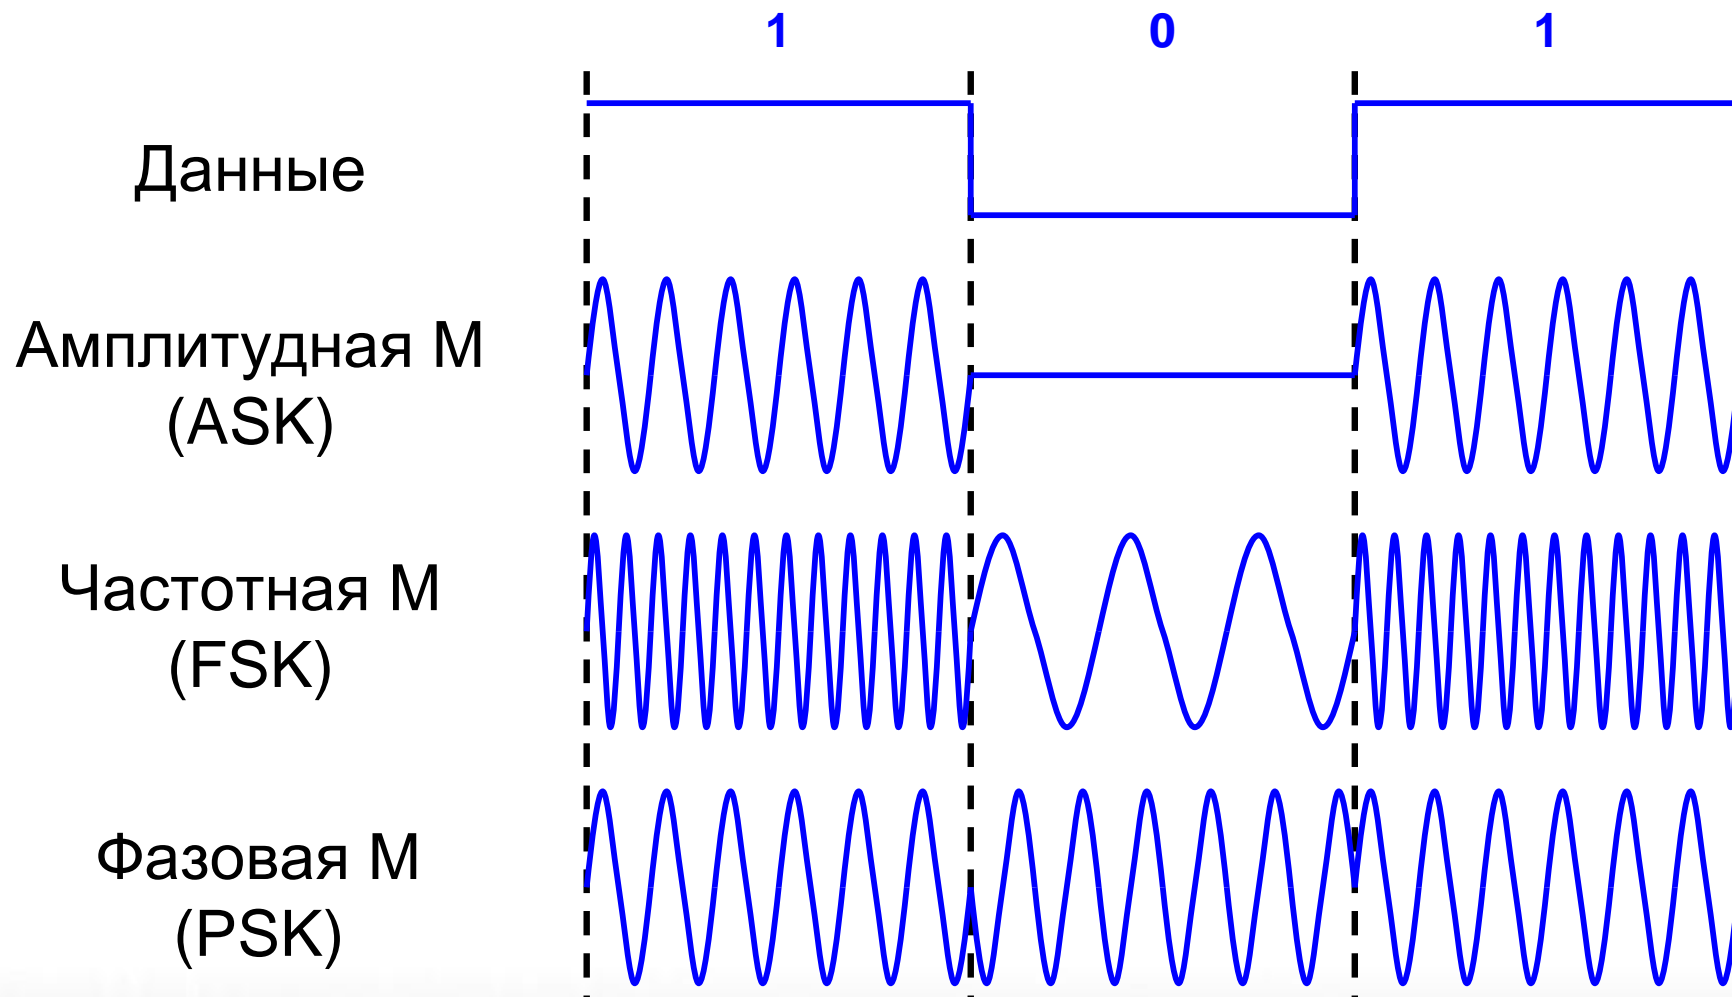 1 0 1
Данные
Амплитудная М
(ASK)
Частотная М
(FSK)
Фазовая М
(PSK)